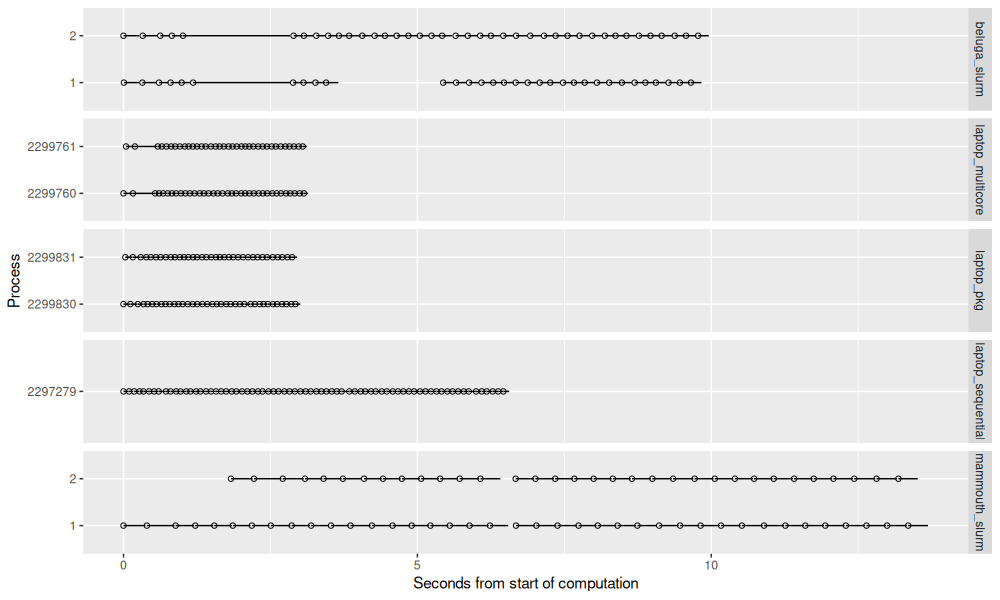 2
1
beluga_slurm
2299761
2299760
laptop_multicore
2299831
2299830
laptop_pkg
2297279
laptop_sequential
2
1
mammouth_slurm
Process
0 5 10
Seconds from start of computation